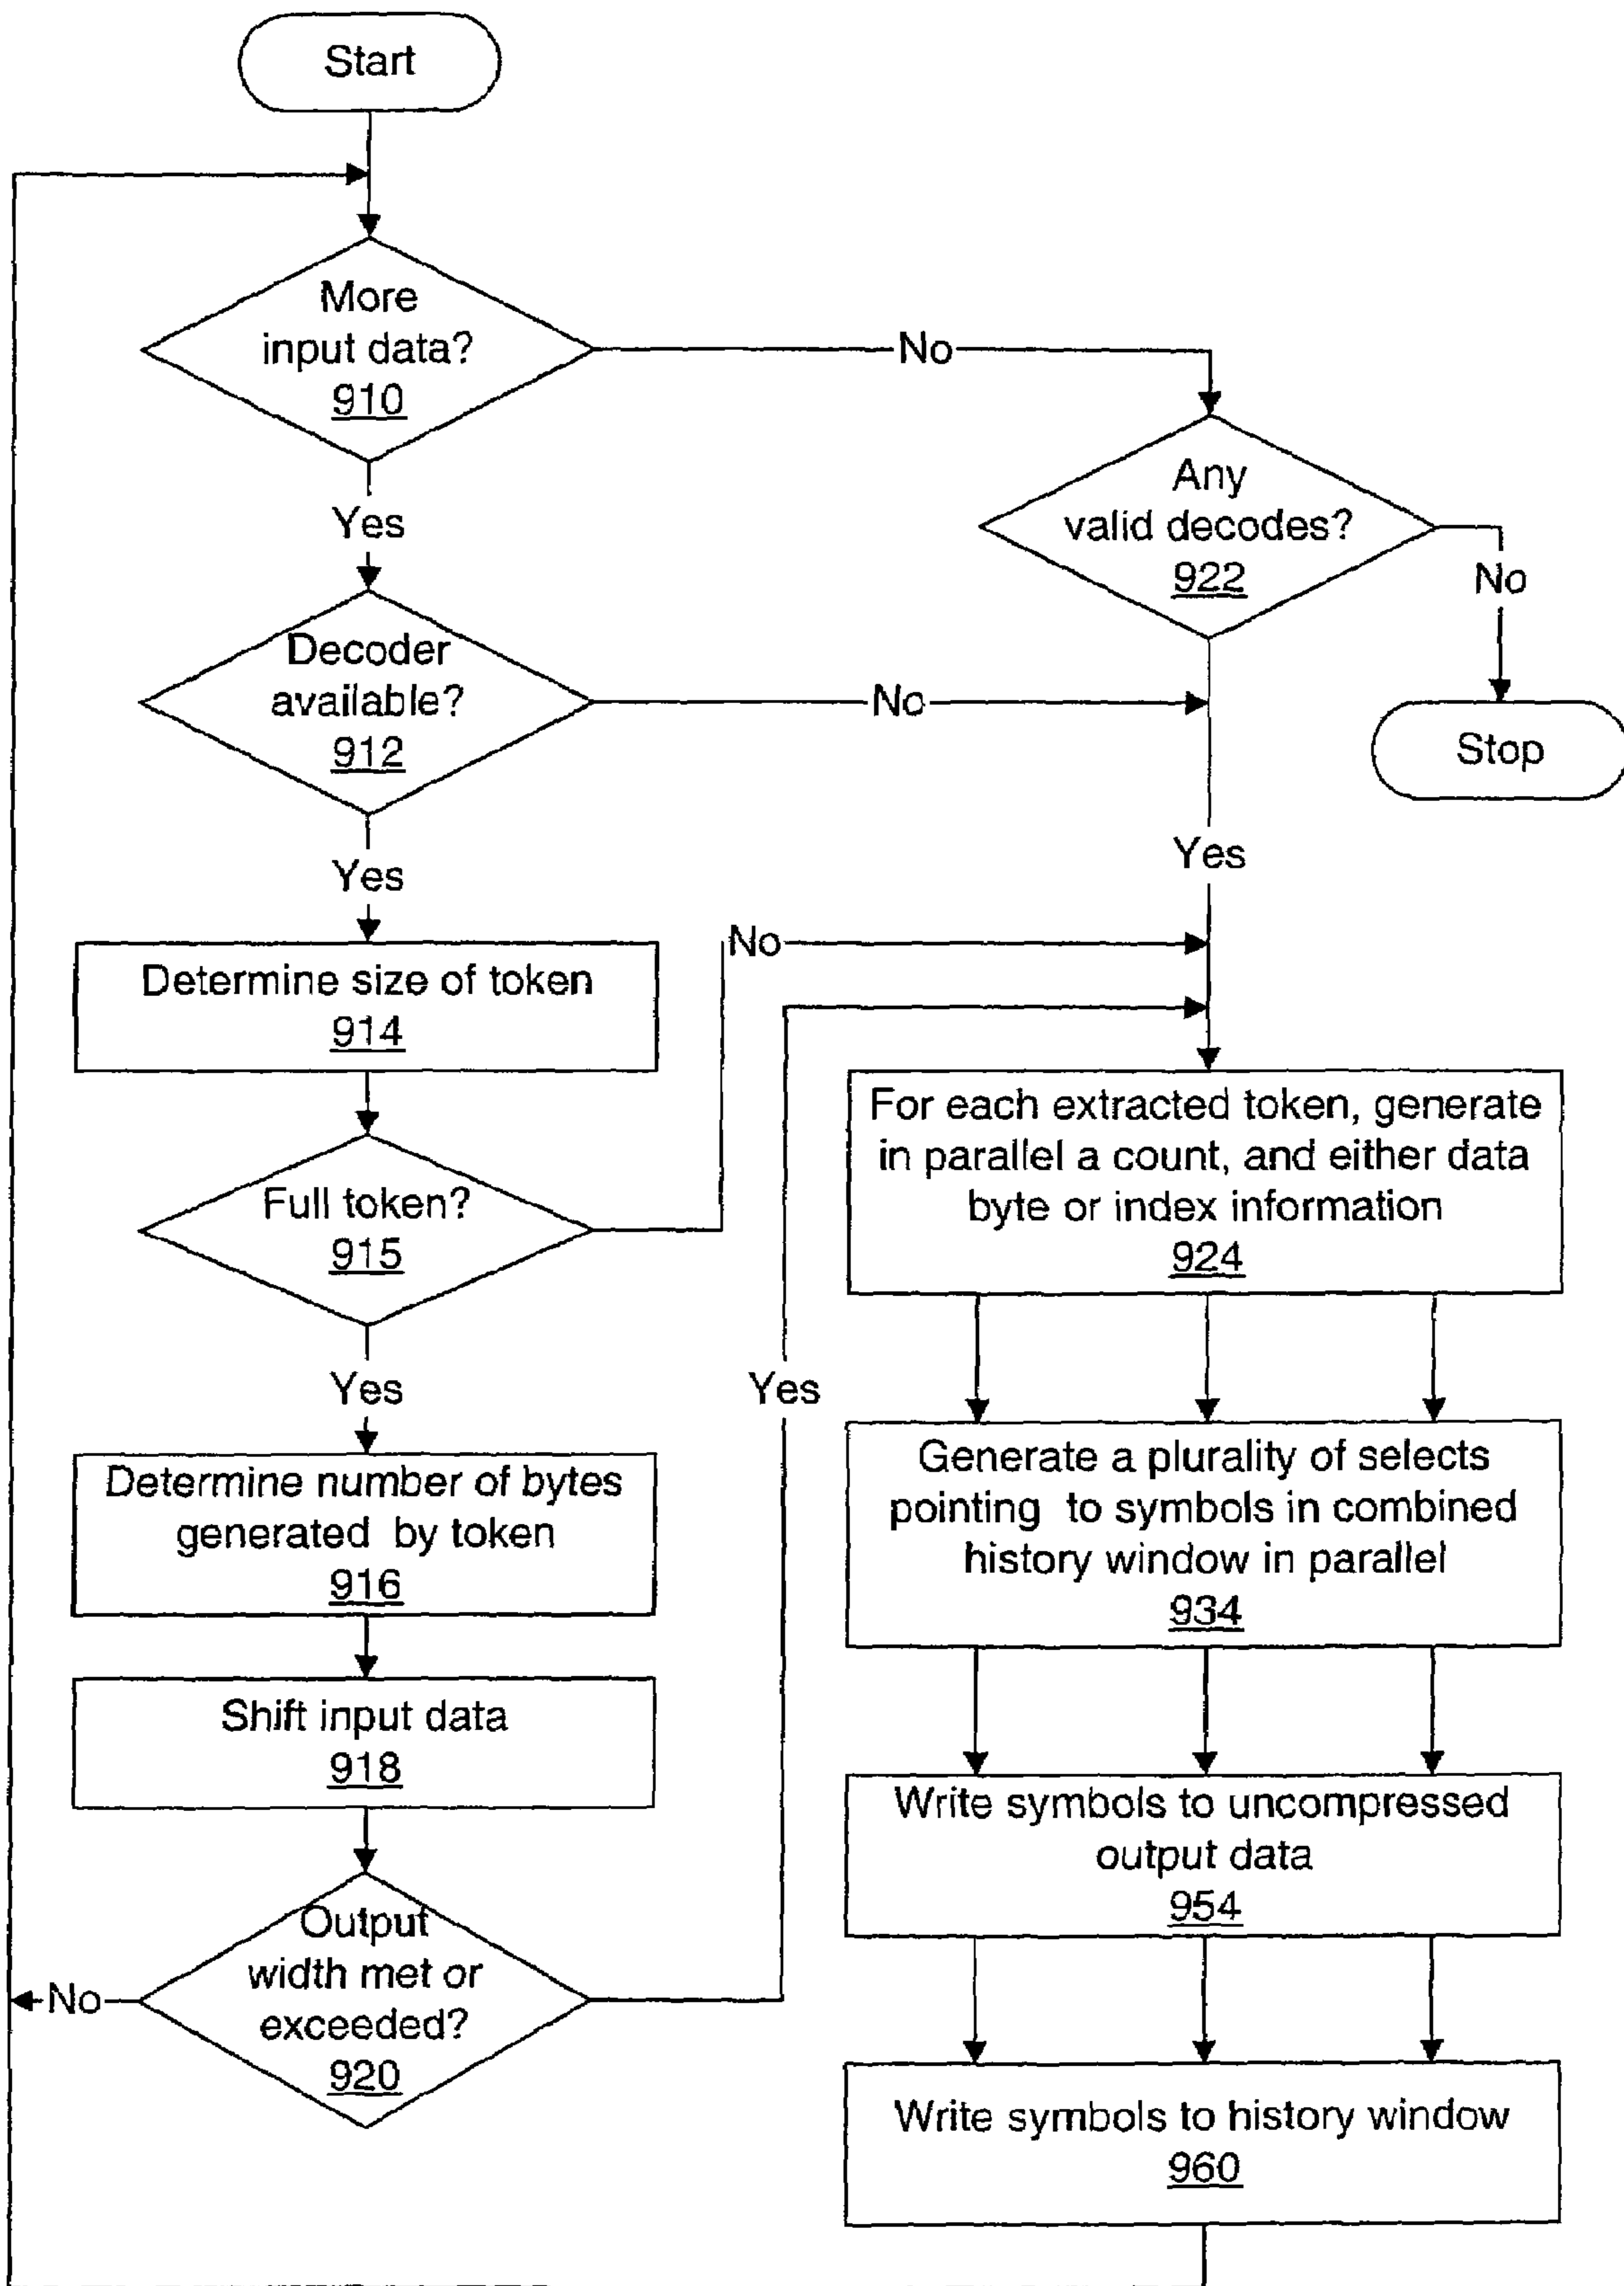 Start
More
input data?
910
No
Yes
Any
valid decodes?
922
No
Stop
Decoder
available?
912
No
Yes
Yes
Determine size of token
914
No
Full token?
915
Yes
For each extracted token, generate
in parallel a count, and either data
byte or index information
924
Yes
Determine number of bytes
generated by token
916
Generate a plurality of selects
pointing to symbols in combined
history window in parallel
934
Shift input data
918
Write symbols to uncompressed
output data
954
Output
width met or
exceeded?
920
No
Write symbols to history window
960